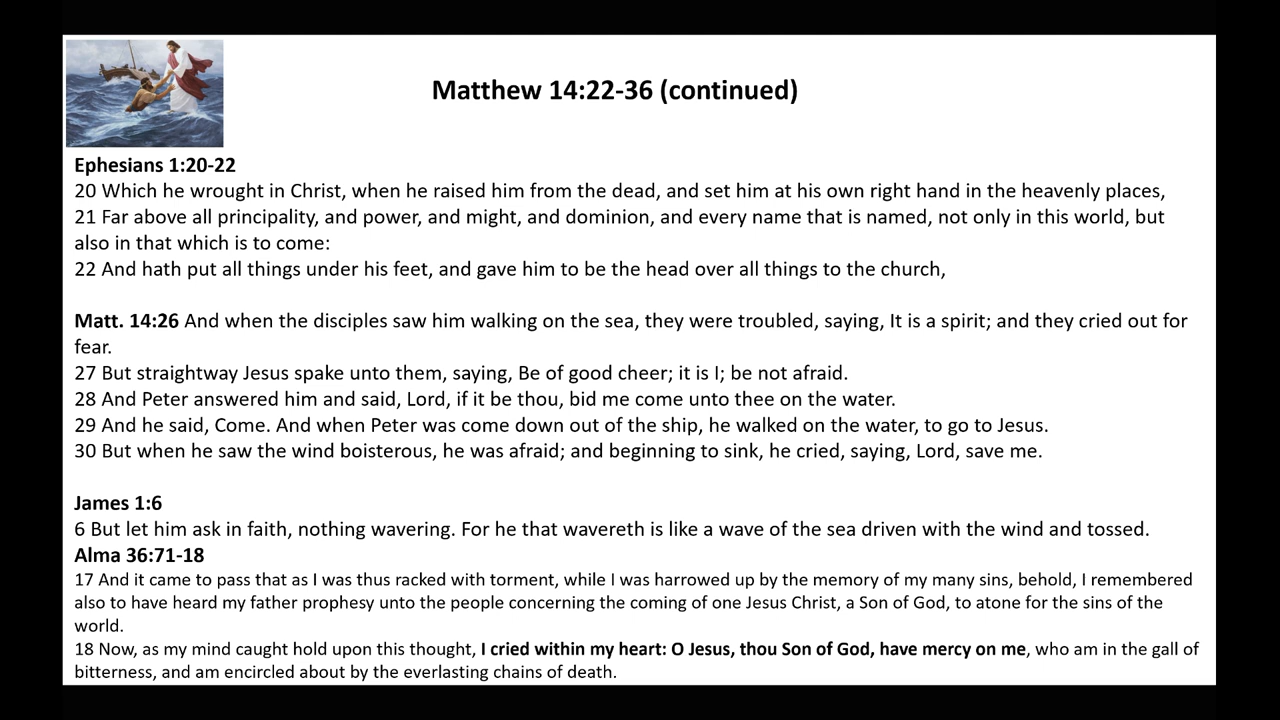 Matthew 14:22-36 (continued)
Ephesians 1:20-22
20 Which he wrought in Christ, when he raised him from the dead, and set him at his own right hand in the heavenly places,
21 Far above all principality, and power, and might, and dominion, and every name that is named, not only in this world, but
also in that which is to come:
22 And hath put all things under his feet, and gave him to be the head over all things to the church,
Matt. 14:26 And when the disciples saw him walking on the sea, they were troubled, saying, It is a spirit; and they cried out for
fear.
27 But straightway Jesus spake unto them, saying, Be of good cheer; it is I; be not afraid.
28 And Peter answered him and said, Lord, if it be thou, bid me come unto thee on the water.
29 And he said, Come. And when Peter was come down out of the ship, he walked on the water, to go to Jesus.
30 But when he saw the wind boisterous, he was afraid; and beginning to sink, he cried, saying, Lord, save me.
James 1:6
6 But let him ask in faith, nothing wavering. For he that wavereth is like a wave of the sea driven with the wind and tossed.
Alma 36:71-18
17 And it came to pass that as I was thus racked with torment, while I was harrowed up by the memory of my many sins, behold, I remembered
also to have heard my father prophesy unto the people concerning the coming of one Jesus Christ, a Son of God, to atone for the sins of the
world.
18 Now, as my mind caught hold upon this thought, I cried within my heart: O Jesus, thou Son of God, have mercy on me, who am in the gall of
bitterness, and am encircled about by the everlasting chains of death.